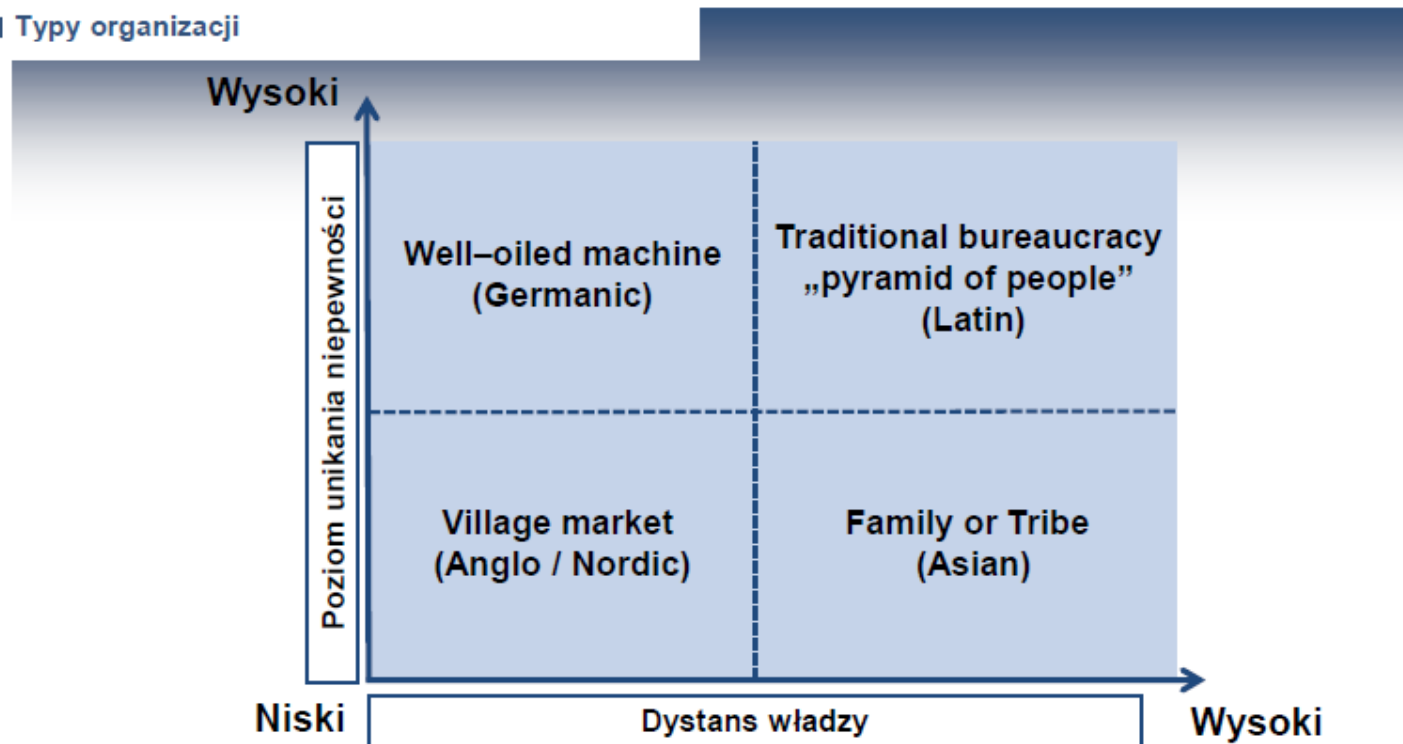 Typy organizacji
Wysoki
Poziom unikania niepewności
Well–oiled machine
(Germanic)
Traditional bureaucracy
„pyramid of people”
(Latin)
Village market
(Anglo / Nordic)
Family or Tribe
(Asian)
Niski
Dystans władzy
Wysoki